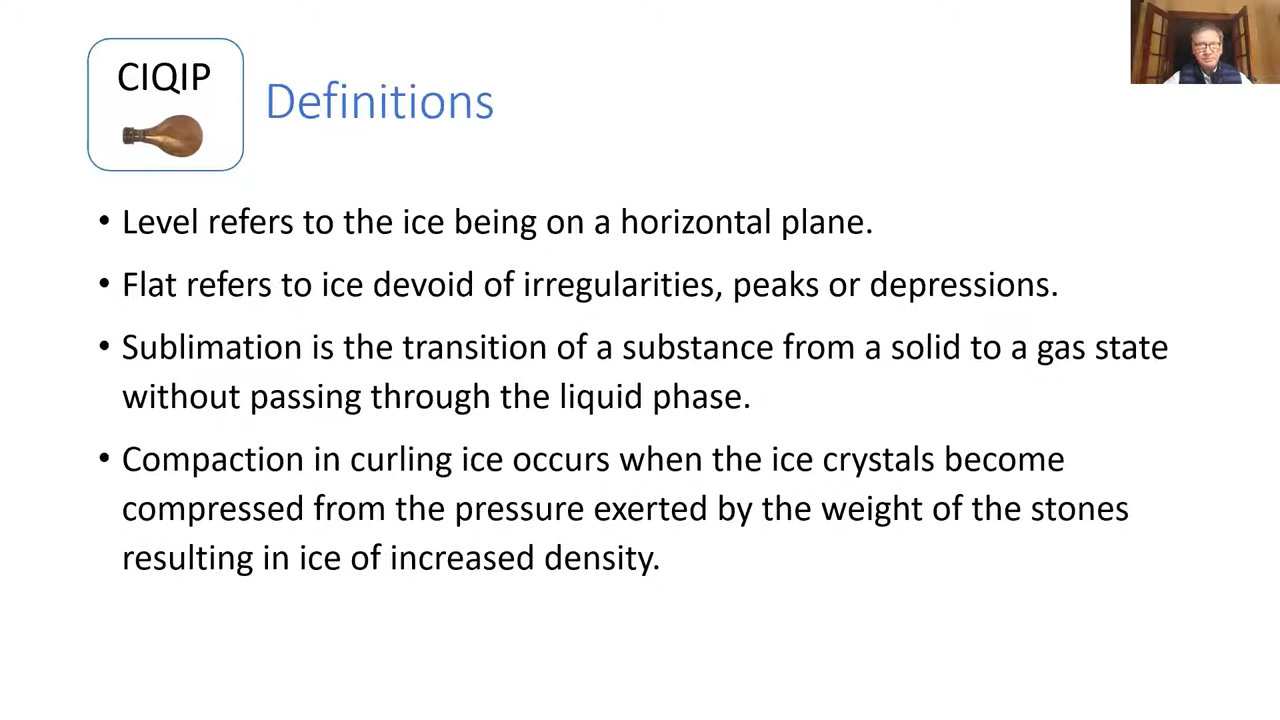 CIQIP
Definitions
• Level refers to the ice being on a horizontal plane.
• Flat refers to ice devoid of irregularities, peaks or depressions.
• Sublimation is the transition of a substance from a solid to a gas state
without passing through the liquid phase.
• Compaction in curling ice occurs when the ice crystals become
compressed from the pressure exerted by the weight of the stones
resulting in ice of increased density.